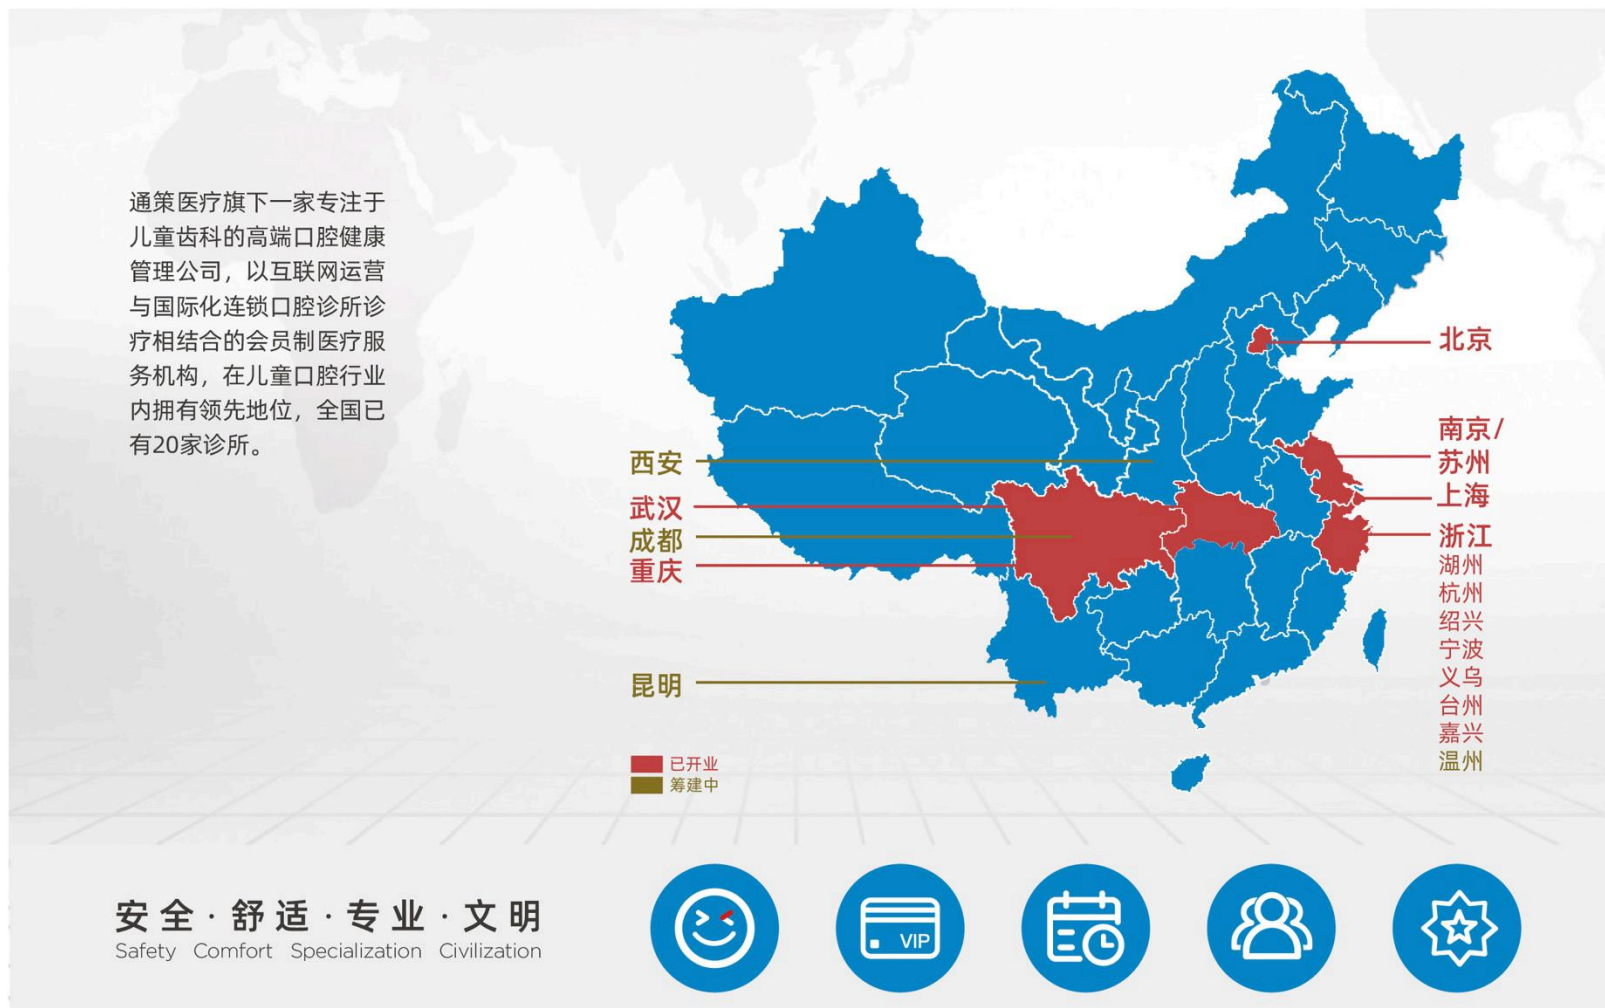 通策医疗旗下一家专注于
儿童齿科的高端口腔健康
管理公司，以互联网运营
与国际化连锁口腔诊所诊
疗相结合的会员制医疗服
务机构，在儿童口腔行业
内拥有领先地位，全国已
有20家诊所。
西安
武汉
成都
重庆
昆明
已开业
筹建中
北京
南京/
苏州
上海
浙江
湖州
杭州
绍兴
宁波
义乌
台州
嘉兴
温州
安全·舒适·专业·文明
Safety Comfort Specialization Civilization
VIP